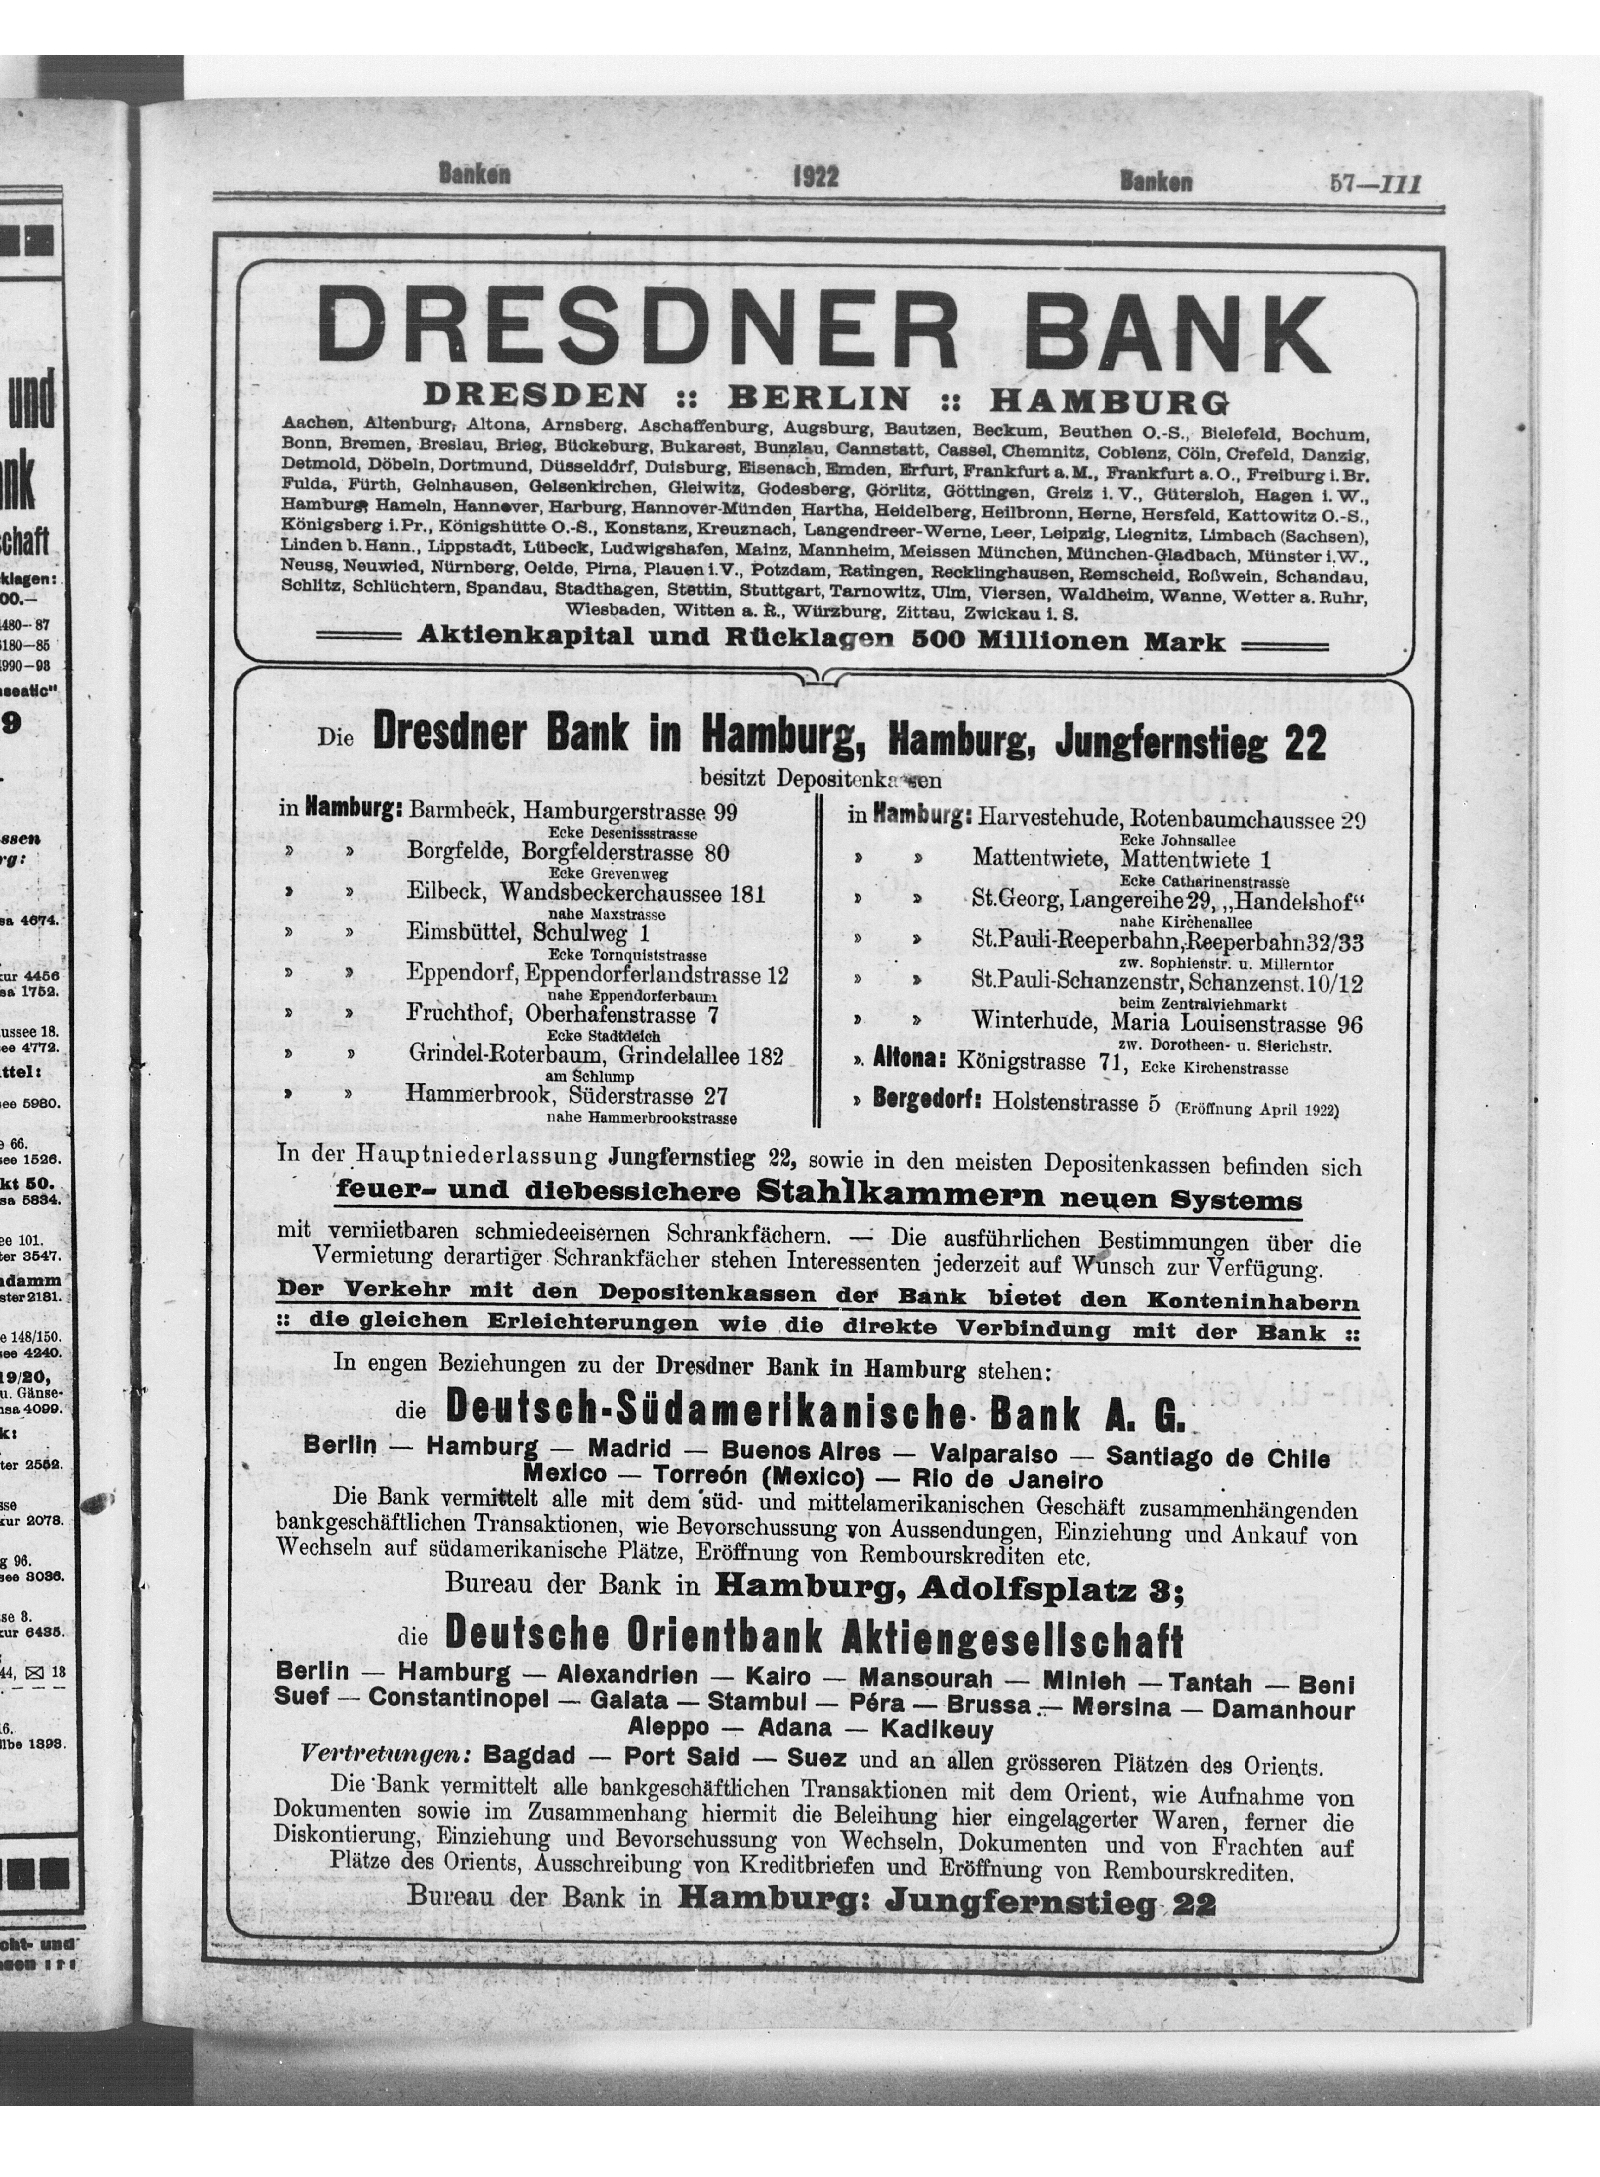 Banken 1922 Banken 57—III
DRESDNER BANK
DRESDEN :: BERLIN :: HAMBURG
Aachen, Altenburg, Altona, Arnsberg, Aschaffenburg, Augsburg, Bautzen, Beckum, Beuthen O.-S., Bielefeld, Bochum,
Bonn, Bremen, Breslau, Brieg, Bückeburg, Bukarest, Bunzlau, Cannstatt, Cassel, Chemnitz, Coblenz, Cöln, Crefeld, Danzig,
Detmold, Döbeln, Dortmund, Düsseldorf, Duisburg, Eisenach, Emden, Erfurt, Frankfurt a. M., Frankfurt a. O., Freiburg i. Br.
Fulda, Fürth, Gelnhausen, Gelsenkirchen, Gleiwitz, Godesberg, Görlitz, Göttingen, Greiz i. V., Gütersloh, Hagen i. W.,
Hamburg, Hameln, Hannover, Harburg, Hannover-Münden, Hartha, Heidelberg, Heilbronn, Herne, Hersfeld, Kattowitz O.-S.,
Königsberg i. Pr., Königshütte O.-S., Konstanz, Kreuznach, Langendreer-Werne, Leer, Leipzig, Liegnitz, Limbach (Sachsen),
Linden b. Hann., Lippstadt, Lübeck, Ludwigshafen, Mainz, Mannheim, Meissen München, München-Gladbach, Münster i. W.,
Neuss, Neuwied, Nürnberg, Oelde, Pirna, Plauen i. V., Potsdam, Ratingen, Recklinghausen, Remscheid, Roßwein, Schandau,
Schlitz, Schlüchtern, Spandau, Stadthagen, Stettin, Stuttgart, Tarnowitz, Ulm, Viersen, Waldheim, Wanne, Wetter a. Ruhr,
Wiesbaden, Witten a. R., Würzburg, Zittau, Zwickau i. S.
Aktienkapital und Rücklagen 500 Millionen Mark
Die Dresdner Bank in Hamburg, Hamburg, Jungfernstieg 22
besitzt Depositenkassen
in Hamburg: Barmbeck, Hamburgerstrasse 99
Ecke Desenissstrasse
» » Borgfelde, Borgfelderstrasse 80
Ecke Grevenweg
» » Eilbeck, Wandsbeckerchaussee 181
nahe Maxstrasse
» » Eimsbüttel, Schulweg 1
Ecke Tornquiststrasse
» » Eppendorf, Eppendorferlandstrasse 12
nahe Eppendorferbaum
» » Fruchthof, Oberhafenstrasse 7
Ecke Stadtdeich
» » Grindel-Roterbaum, Grindelallee 182
am Schlump
» » Hammerbrook, Süderstrasse 27
nahe Hammerbrookstrasse
in Hamburg: Harvestehude, Rotenbaumchaussee 29
Ecke Johnsallee
» » Mattentwiete, Mattentwiete 1
Ecke Catharinenstrasse
» » St. Georg, Langereihe 29, „Handelshof“
nahe Kirchenallee
» » St. Pauli-Reeperbahn, Reeperbahn 32/33
zw. Sophienstr. u. Millerntor
» » St. Pauli-Schanzenstr, Schanzenst. 10/12
beim Zentralviehmarkt
» » Winterhude, Maria Louisenstrasse 96
zw. Dorotheen- u. Sierichstr.
». Altona: Königstrasse 71, Ecke Kirchenstrasse
» Bergedorf: Holstenstrasse 5 (Eröffnung April 1922)
In der Hauptniederlassung Jungfernstieg 22, sowie in den meisten Depositenkassen befinden sich
feuer- und diebessichere Stahlkammern neuen Systems
mit vermietbaren schmiedeeisernen Schrankfächern. — Die ausführlichen Bestimmungen über die
Vermietung derartiger Schrankfächer stehen Interessenten jederzeit auf Wunsch zur Verfügung.
Der Verkehr mit den Depositenkassen der Bank bietet den Konteninhabern
:: die gleichen Erleichterungen wie die direkte Verbindung mit der Bank ::
In engen Beziehungen zu der Dresdner Bank in Hamburg stehen:
die Deutsch-Südamerikanische Bank A. G.
Berlin — Hamburg — Madrid — Buenos Aires — Valparaiso — Santiago de Chile
Mexico — Torreón (Mexico) — Rio de Janeiro
Die Bank vermittelt alle mit dem süd- und mittelamerikanischen Geschäft zusammenhängenden
bankgeschäftlichen Transaktionen, wie Bevorschussung von Aussendungen, Einziehung und Ankauf von
Wechseln auf südamerikanische Plätze, Eröffnung von Rembourskrediten etc.
Bureau der Bank in Hamburg, Adolfsplatz 3;
die Deutsche Orientbank Aktiengesellschaft
Berlin — Hamburg — Alexandrien — Kairo — Mansourah — Minieh — Tantah — Beni
Suef — Constantinopel — Galata — Stambul — Péra — Brussa — Mersina — Damanhour
Aleppo — Adana — Kadikeuy
Vertretungen: Bagdad — Port Said — Suez und an allen grösseren Plätzen des Orients.
Die Bank vermittelt alle bankgeschäftlichen Transaktionen mit dem Orient, wie Aufnahme von
Dokumenten sowie im Zusammenhang hiermit die Beleihung hier eingelagerter Waren, ferner die
Diskontierung, Einziehung und Bevorschussung von Wechseln, Dokumenten und von Frachten auf
Plätze des Orients, Ausschreibung von Kreditbriefen und Eröffnung von Rembourskrediten.
Bureau der Bank in Hamburg: Jungfernstieg 22